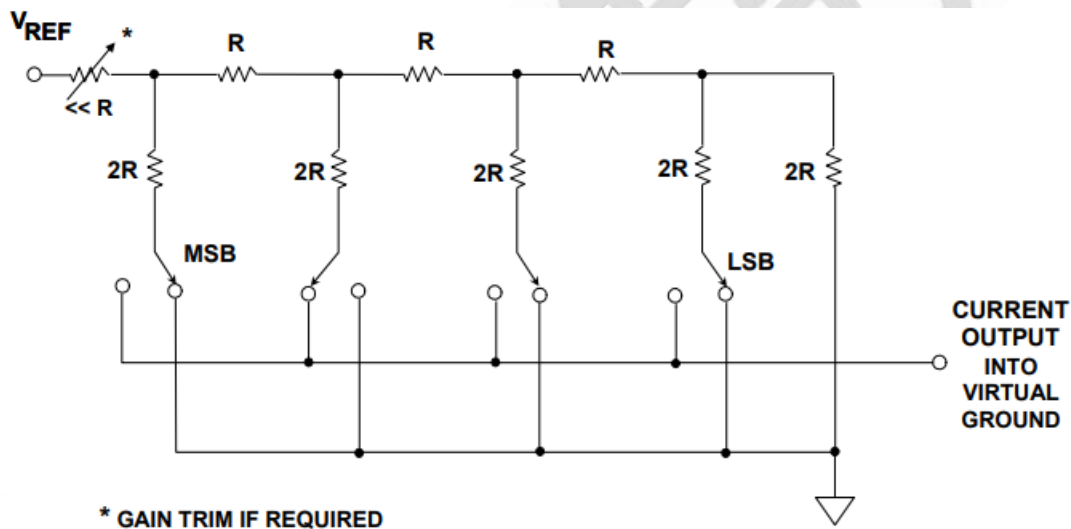 VREF
*
R
R
R
<< R
2R
2R
2R
2R
2R
MSB
LSB
CURRENT
OUTPUT
INTO
VIRTUAL
GROUND
* GAIN TRIM IF REQUIRED